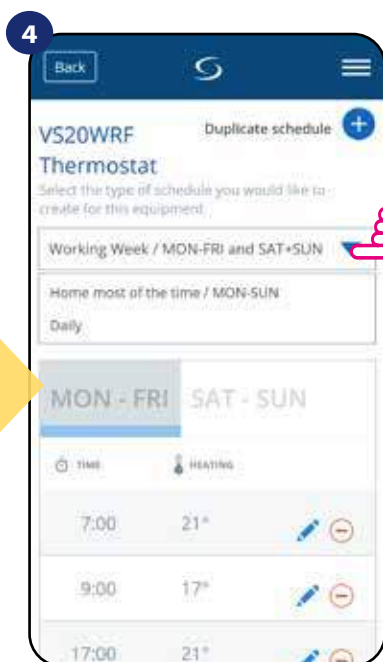 4
Back
VS20WRF
Thermostat
Duplicate schedule
Select the type of schedule you would like to
create for this equipment
Working Week / MON-FRI and SAT+SUN
Home most of the time / MON-SUN
Daily
MON - FRI SAT - SUN
TIME HEATING
7:00 21°
9:00 17°
17:00 21°